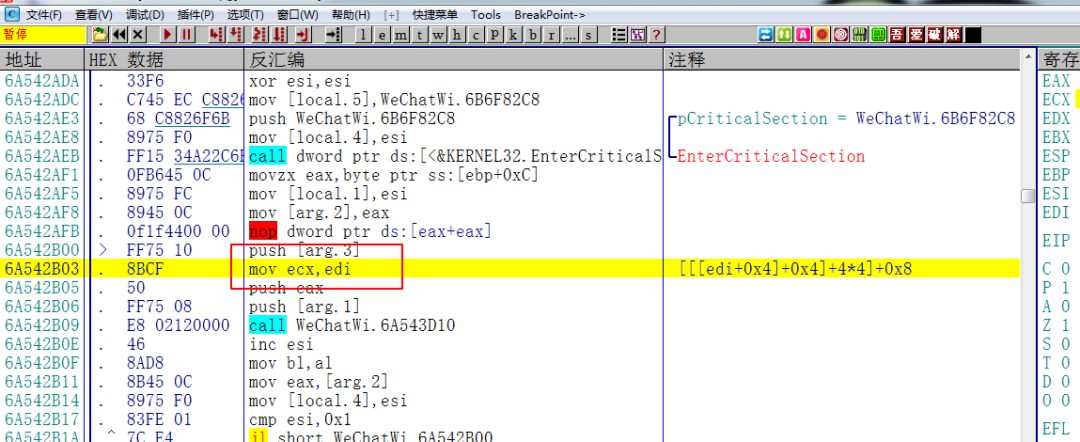 文件(F) 查看(V) 调试(D) 插件(P) 选项(T) 窗口(W) 帮助(H) [+] 快捷菜单 Tools BreakPoint->
暂停 l e m t w h c P k b r ... s ? 吾 爱 破 解
地址 HEX 数据 反汇编 注释 寄存
6A542ADA . 33F6 xor esi,esi EAX
6A542ADC . C745 EC C8826 mov [local.5],WeChatWi.6B6F82C8 ECX
6A542AE3 . 68 C8826F6B push WeChatWi.6B6F82C8 pCriticalSection = WeChatWi.6B6F82C8 EDX
6A542AE8 . 8975 F0 mov [local.4],esi EBX
6A542AEB . FF15 34A22C6B call dword ptr ds:[<&KERNEL32.EnterCriticalS EnterCriticalSection ESP
6A542AF1 . 0FB645 0C movzx eax,byte ptr ss:[ebp+0xC] EBP
6A542AF5 . 8975 FC mov [local.1],esi ESI
6A542AF8 . 8945 0C mov [arg.2],eax EDI
6A542AFB . 0f1f4400 00 nop dword ptr ds:[eax+eax]
6A542B00 > FF75 10 push [arg.3] EIP
6A542B03 . 8BCF mov ecx,edi [[[edi+0x4]+0x4]+4*4]+0x8 C 0
6A542B05 . 50 push eax P 1
6A542B06 . FF75 08 push [arg.1] A 0
6A542B09 . E8 02120000 call WeChatWi.6A543D10 Z 1
6A542B0E . 46 inc esi S 0
6A542B0F . 8AD8 mov bl,al T 0
6A542B11 . 8B45 0C mov eax,[arg.2] D 0
6A542B14 . 8975 F0 mov [local.4],esi O 0
6A542B17 . 83FE 01 cmp esi,0x1
6A542B1A .^ 7C E4 jl short WeChatWi.6A542B00 EFL